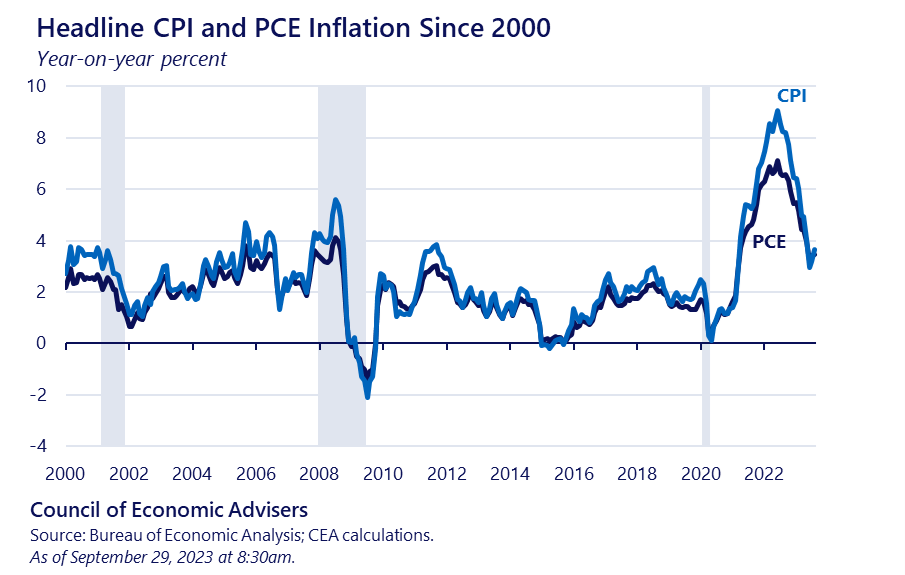 Headline CPI and PCE Inflation Since 2000
Year-on-year percent
10
CPI
8
6
4
PCE
2
0
-2
-4
2000 2002 2004 2006 2008 2010 2012 2014 2016 2018 2020 2022
Council of Economic Advisers
Source: Bureau of Economic Analysis; CEA calculations.
As of September 29, 2023 at 8:30am.